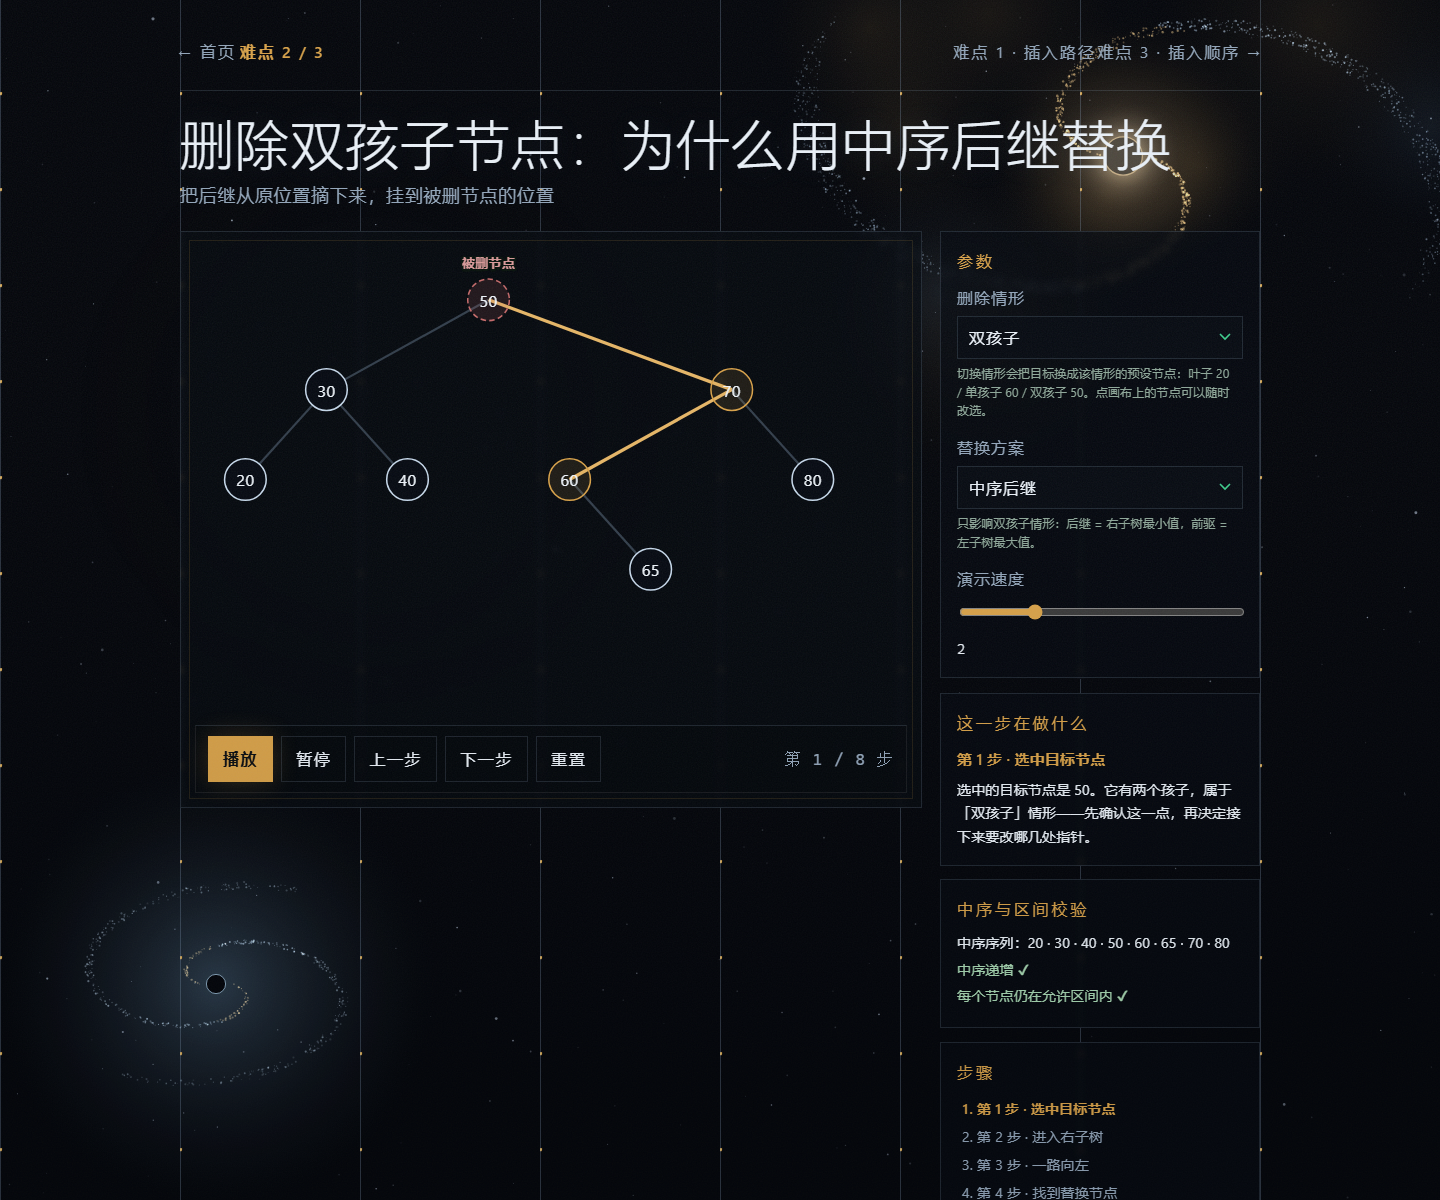 ← 首页 难点 2 / 3
难点 1 · 插入路径难点 3 · 插入顺序 →
删除双孩子节点：为什么用中序后继替换
把后继从原位置摘下来，挂到被删节点的位置
被删节点
50
30
70
20
40
60
80
65
播放
暂停
上一步
下一步
重置
第 1 / 8 步
参数
删除情形
双孩子
切换情形会把目标换成该情形的预设节点：叶子 20
/ 单孩子 60 / 双孩子 50。点画布上的节点可以随时
改选。
替换方案
中序后继
只影响双孩子情形：后继 = 右子树最小值，前驱 =
左子树最大值。
演示速度
2
这一步在做什么
第 1 步 · 选中目标节点
选中的目标节点是 50。它有两个孩子，属于
「双孩子」情形——先确认这一点，再决定接
下来要改哪几处指针。
中序与区间校验
中序序列：20 · 30 · 40 · 50 · 60 · 65 · 70 · 80
中序递增 ✓
每个节点仍在允许区间内 ✓
步骤
1. 第 1 步 · 选中目标节点
2. 第 2 步 · 进入右子树
3. 第 3 步 · 一路向左
4. 第 4 步 · 找到替换节点